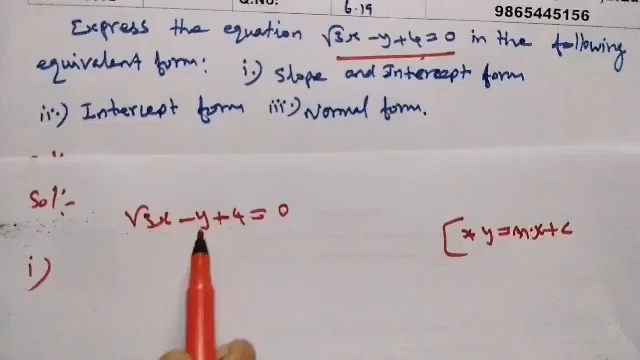 Q.No:
6.19
9865445156
Express the equation √3x-y+4=0 in the following
equivalent form: i.) Slope and Intercept form
ii.) Intercept form iii.) Normal form.
Sol:-
√3x-y+4=0
[* y=m.x+c
i)